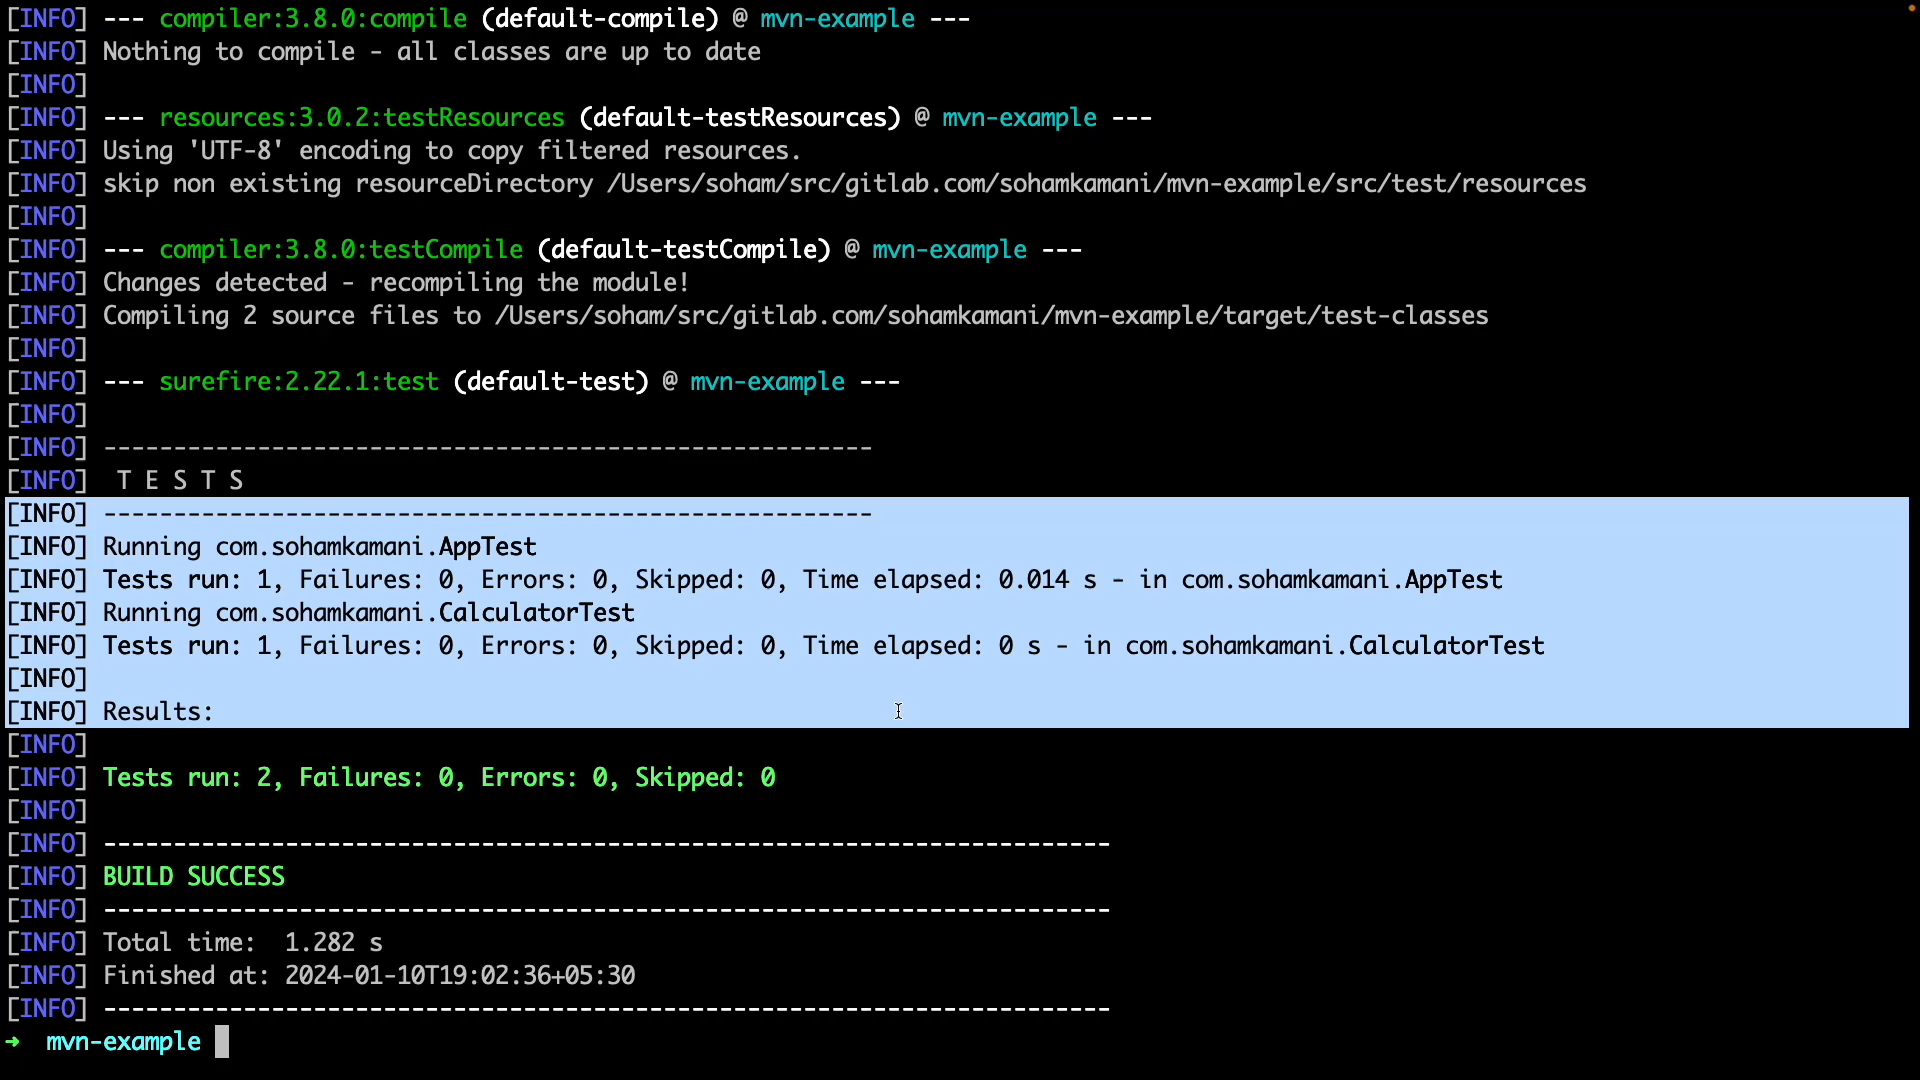 [INFO] --- compiler:3.8.0:compile (default-compile) @ mvn-example ---
[INFO] Nothing to compile - all classes are up to date
[INFO]
[INFO] --- resources:3.0.2:testResources (default-testResources) @ mvn-example ---
[INFO] Using 'UTF-8' encoding to copy filtered resources.
[INFO] skip non existing resourceDirectory /Users/soham/src/gitlab.com/sohamkamani/mvn-example/src/test/resources
[INFO]
[INFO] --- compiler:3.8.0:testCompile (default-testCompile) @ mvn-example ---
[INFO] Changes detected - recompiling the module!
[INFO] Compiling 2 source files to /Users/soham/src/gitlab.com/sohamkamani/mvn-example/target/test-classes
[INFO]
[INFO] --- surefire:2.22.1:test (default-test) @ mvn-example ---
[INFO]
[INFO] -------------------------------------------------------
[INFO]  T E S T S
[INFO] -------------------------------------------------------
[INFO] Running com.sohamkamani.AppTest
[INFO] Tests run: 1, Failures: 0, Errors: 0, Skipped: 0, Time elapsed: 0.014 s - in com.sohamkamani.AppTest
[INFO] Running com.sohamkamani.CalculatorTest
[INFO] Tests run: 1, Failures: 0, Errors: 0, Skipped: 0, Time elapsed: 0 s - in com.sohamkamani.CalculatorTest
[INFO]
[INFO] Results:
[INFO]
[INFO] Tests run: 2, Failures: 0, Errors: 0, Skipped: 0
[INFO]
[INFO] ------------------------------------------------------------------------
[INFO] BUILD SUCCESS
[INFO] ------------------------------------------------------------------------
[INFO] Total time:  1.282 s
[INFO] Finished at: 2024-01-10T19:02:36+05:30
[INFO] ------------------------------------------------------------------------
➜  mvn-example